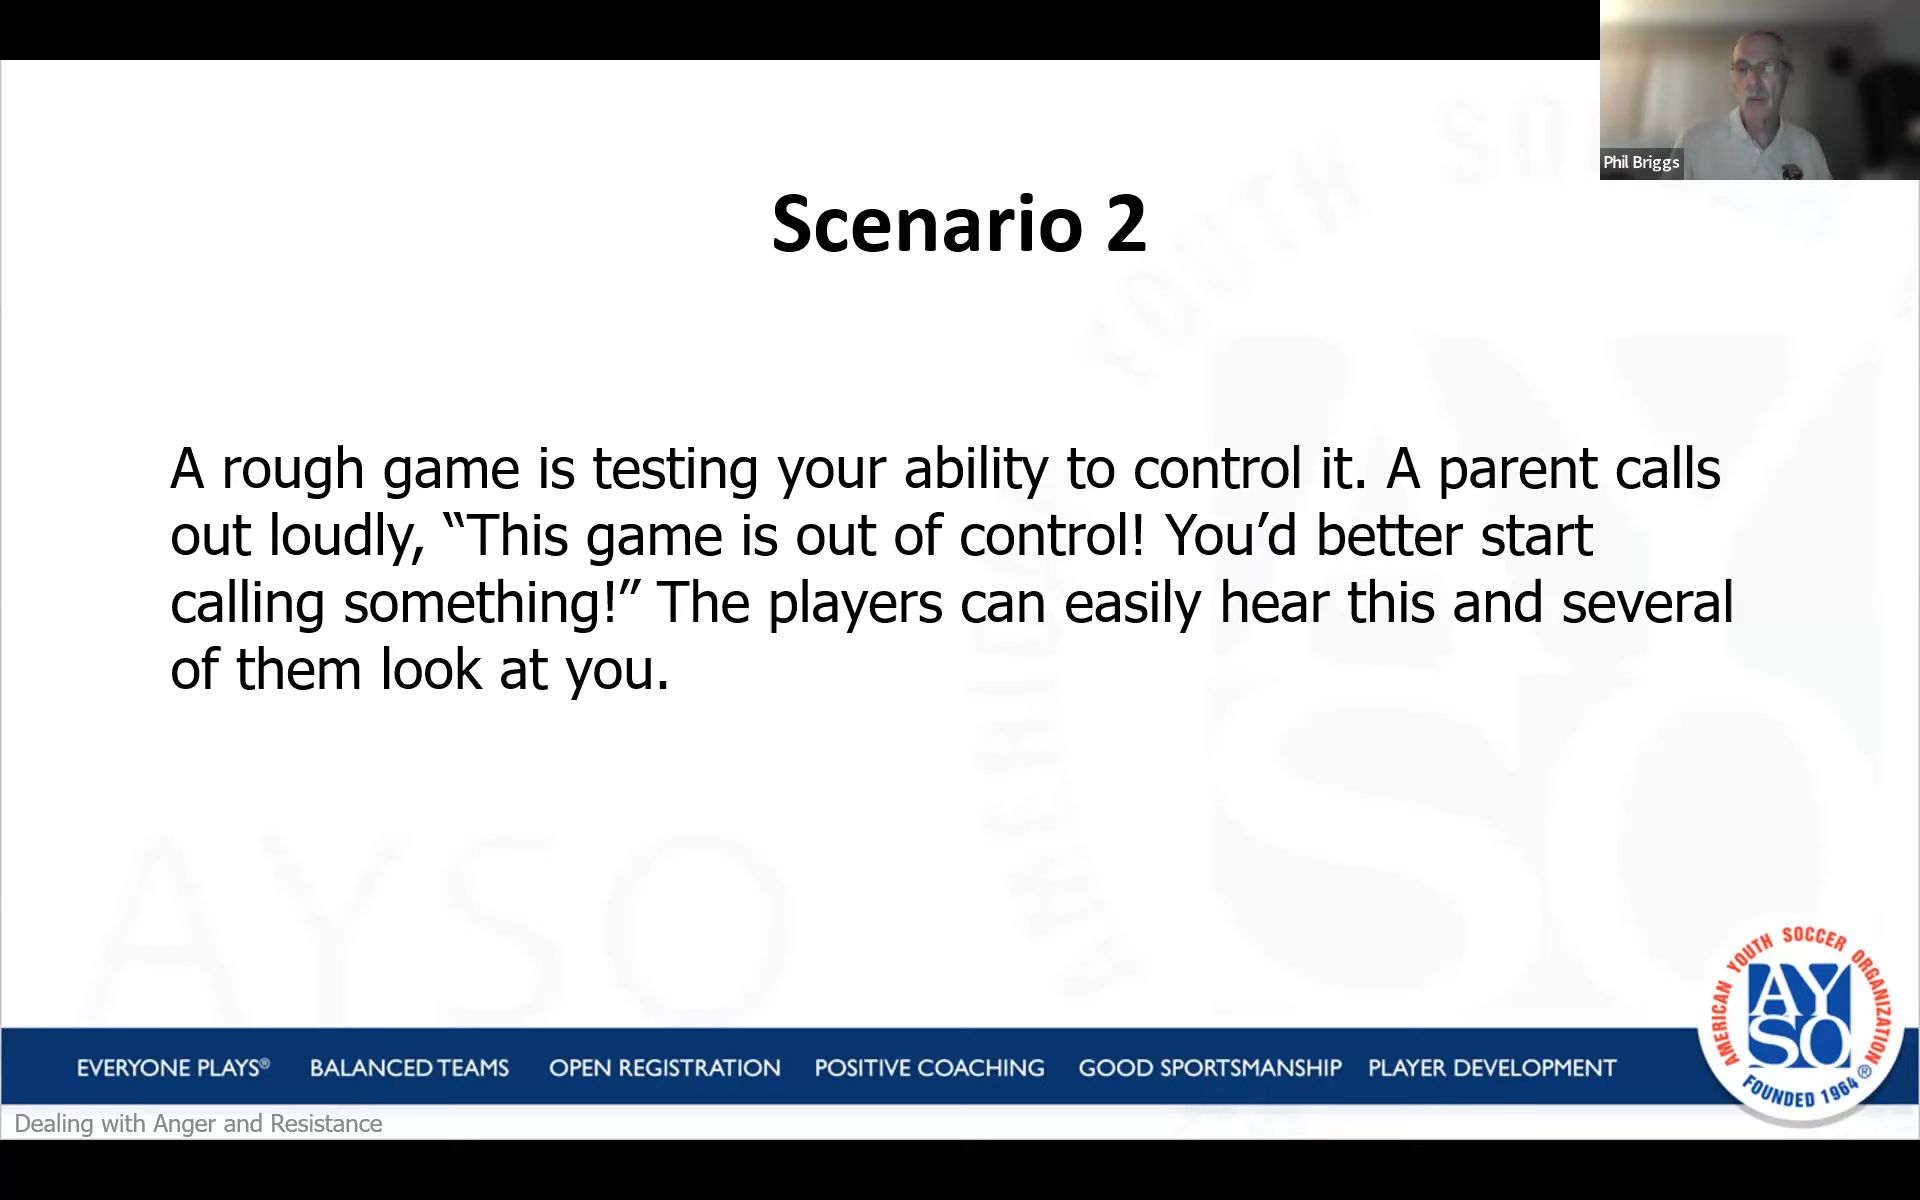 Phil Briggs
Scenario 2
A rough game is testing your ability to control it. A parent calls
out loudly, “This game is out of control! You’d better start
calling something!” The players can easily hear this and several
of them look at you.
AYSO
AMERICAN YOUTH SOCCER ORGANIZATION
AY
SO
FOUNDED 1964
®
EVERYONE PLAYS® BALANCED TEAMS OPEN REGISTRATION POSITIVE COACHING GOOD SPORTSMANSHIP PLAYER DEVELOPMENT
Dealing with Anger and Resistance